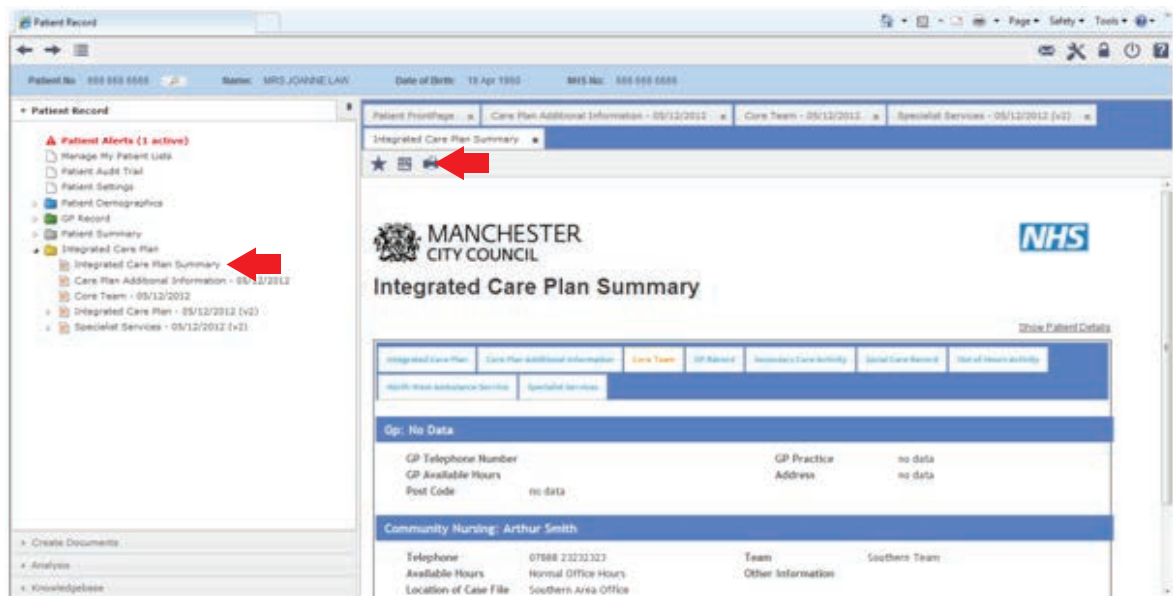 Patient Record
Page Safety Tools
Patient No Name: MRS JOANNE LAW Date of Birth: 19 Apr 1960 NHS No:
Patient Record
Patient Alerts (1 active)
Manage My Patient Lists
Patient Audit Trail
Patient Settings
Patient Demographics
GP Record
Patient Summary
Integrated Care Plan
Integrated Care Plan Summary
Care Plan Additional Information - 05/12/2012
Core Team - 05/12/2012
Integrated Care Plan - 05/12/2012 (v2)
Specialist Services - 05/12/2012 (v2)
Create Documents
Analysis
Knowledgebase
Patient FrontPage x Care Plan Additional Information - 05/12/2012 x Core Team - 05/12/2012 x Specialist Services - 05/12/2012 (v2) x
Integrated Care Plan Summary x
MANCHESTER
CITY COUNCIL
NHS
Integrated Care Plan Summary
Show Patient Details
Integrated Care Plan Care Plan Additional Information Core Team GP Record Secondary Care Activity Social Care Record Out of Hours Activity
North West Ambulance Service Specialist Services
Gp: No Data
GP Telephone Number GP Practice no data
GP Available Hours Address no data
Post Code no data
Community Nursing: Arthur Smith
Telephone 07888 23232323 Team Southern Team
Available Hours Normal Office Hours Other Information
Location of Case File Southern Area Office